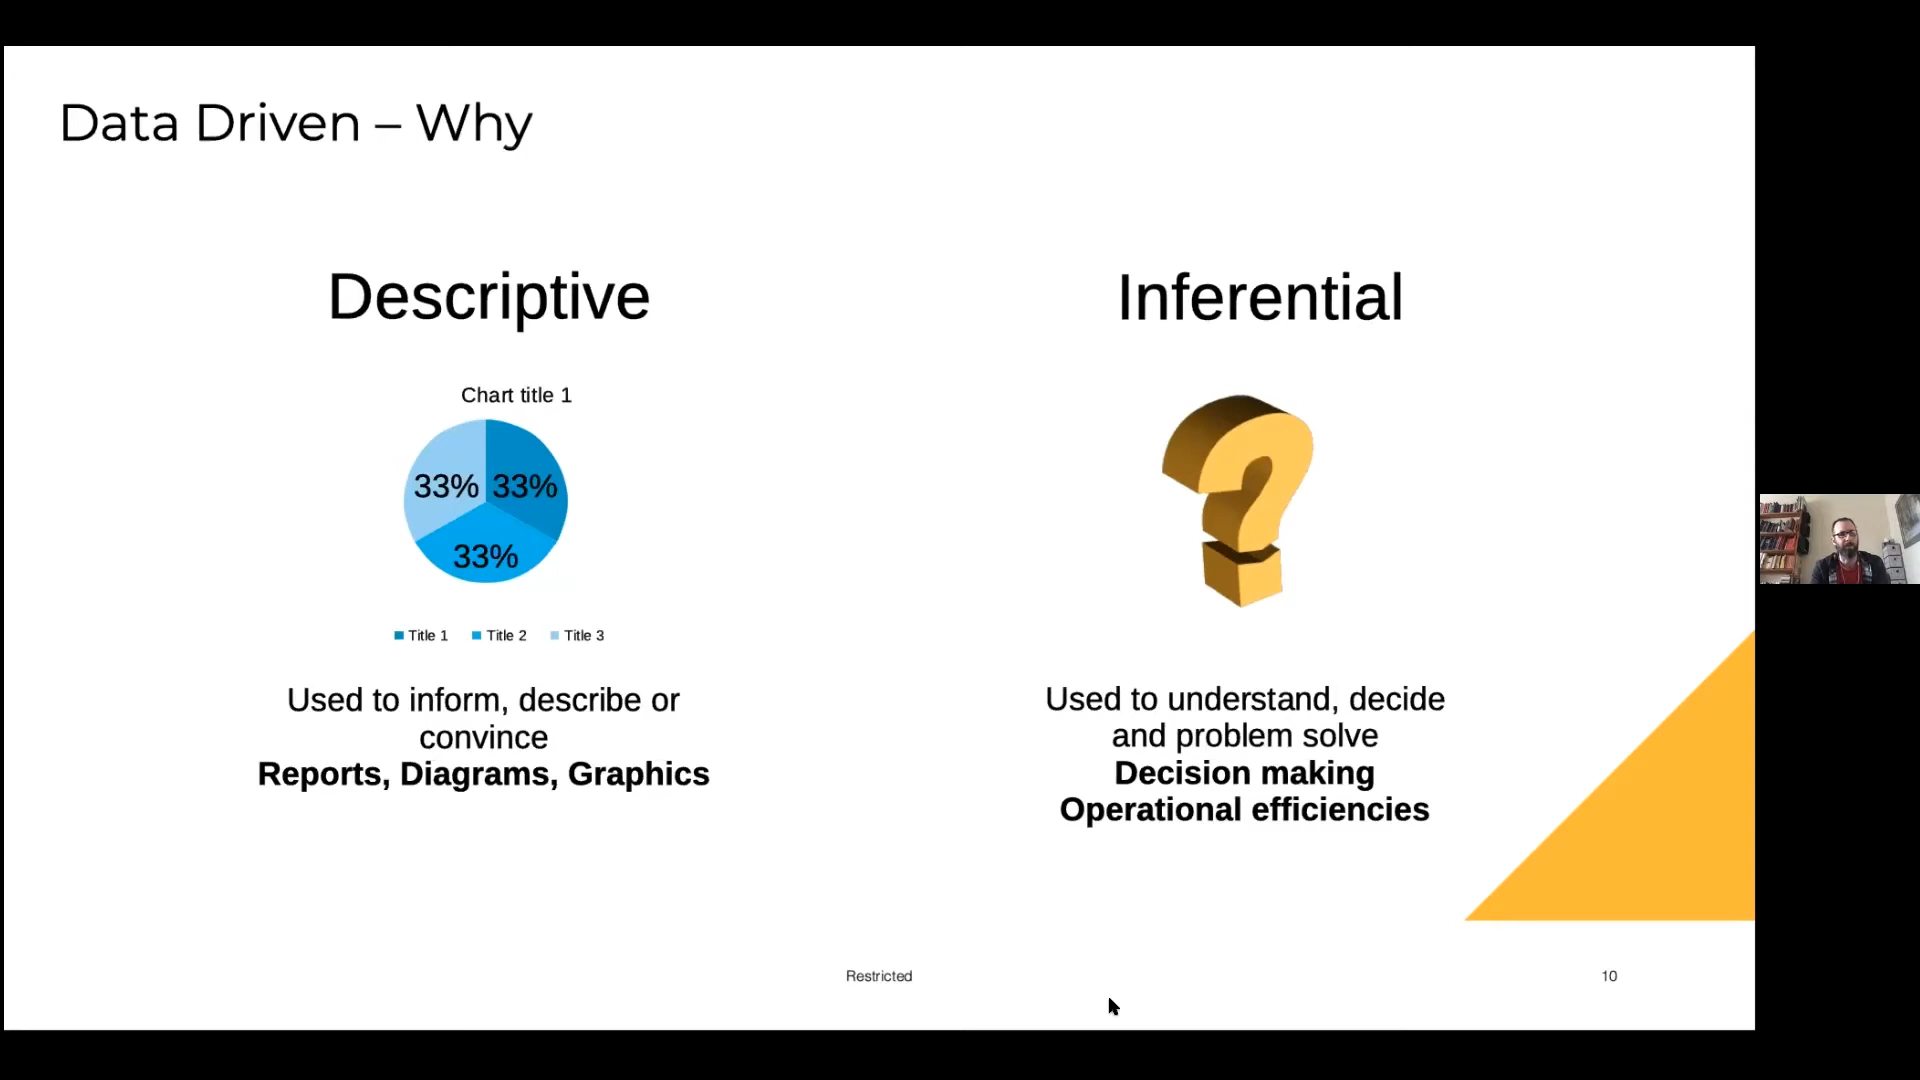 Data Driven – Why
Descriptive
Chart title 1
33%
33%
33%
Title 1
Title 2
Title 3
Used to inform, describe or
convince
Reports, Diagrams, Graphics
Inferential
Used to understand, decide
and problem solve
Decision making
Operational efficiencies
Restricted
10